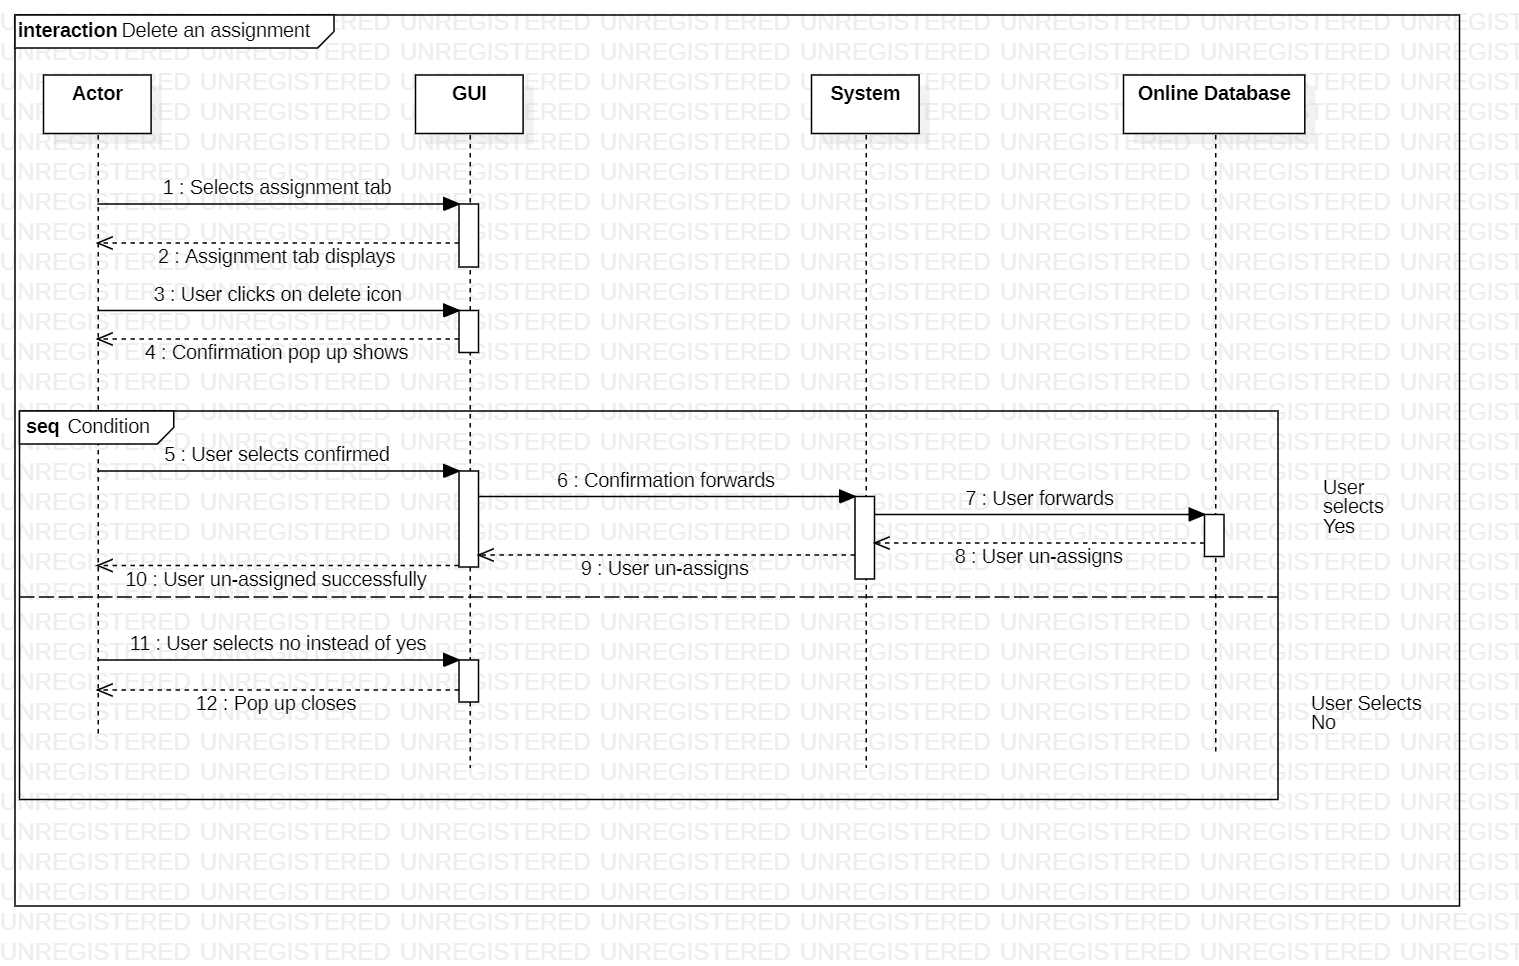 interaction Delete an assignment
Actor
GUI
System
Online Database
1 : Selects assignment tab
2 : Assignment tab displays
3 : User clicks on delete icon
4 : Confirmation pop up shows
seq Condition
5 : User selects confirmed
6 : Confirmation forwards
7 : User forwards
User
selects
Yes
8 : User un-assigns
9 : User un-assigns
10 : User un-assigned successfully
11 : User selects no instead of yes
12 : Pop up closes
User Selects
No
UNREGISTERED